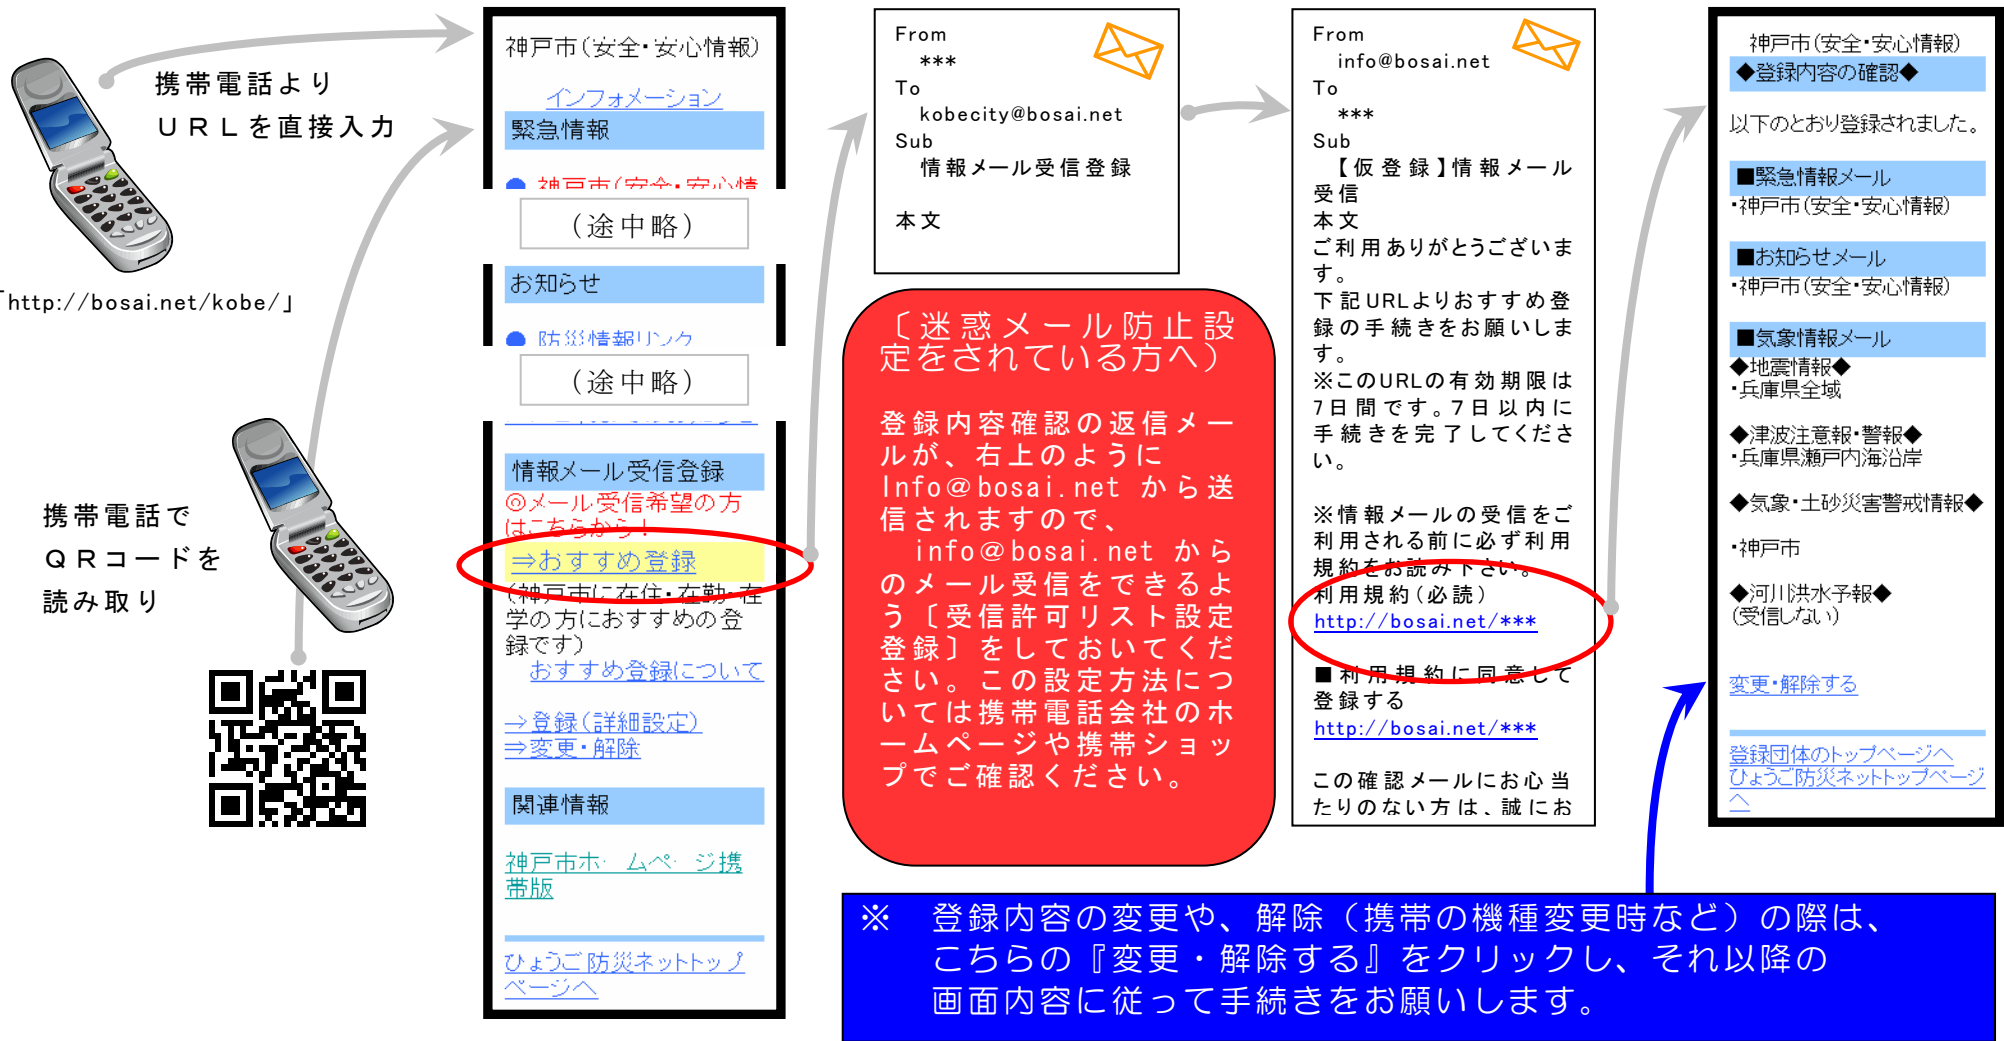 携帯電話より
ＵＲＬを直接入力
「http://bosai.net/kobe/」
携帯電話で
ＱＲコードを
読み取り
神戸市(安全・安心情報)
インフォメーション
緊急情報
● 神戸市(安全・安心情
（途中略）
お知らせ
● 防災情報リンク
（途中略）
情報メール受信登録
◎メール受信希望の方
はこちらから！
⇒おすすめ登録
(神戸市に在住・在勤・在
学の方におすすめの登
録です)
おすすめ登録について
→登録(詳細設定)
⇒変更・解除
関連情報
神戸市ホームページ携
帯版
ひょうご防災ネットトップ
ページへ
From
***
To
kobecity@bosai.net
Sub
情報メール受信登録
本文
〔迷惑メール防止設
定をされている方へ）
登録内容確認の返信メー
ルが、右上のように
Info@bosai.net から送
信されますので、
info@bosai.net から
のメール受信をできるよ
う〔受信許可リスト設定
登録〕をしておいてくだ
さい。この設定方法につ
いては携帯電話会社のホ
ームページや携帯ショッ
プでご確認ください。
From
info@bosai.net
To
***
Sub
【仮登録】情報メール
受信
本文
ご利用ありがとうございま
す。
下記URLよりおすすめ登
録の手続きをお願いしま
す。
※このURLの有効期限は
7日間です。7日以内に
手続きを完了してくださ
い。
※情報メールの受信をご
利用される前に必ず利用
規約をお読み下さい。
利用規約(必読)
http://bosai.net/***
■利用規約に同意して
登録する
http://bosai.net/***
この確認メールにお心当
たりのない方は、誠にお
神戸市(安全・安心情報)
◆登録内容の確認◆
以下のとおり登録されました。
■緊急情報メール
・神戸市(安全・安心情報)
■お知らせメール
・神戸市(安全・安心情報)
■気象情報メール
◆地震情報◆
・兵庫県全域
◆津波注意報・警報◆
・兵庫県瀬戸内海沿岸
◆気象・土砂災害警戒情報◆
・神戸市
◆河川洪水予報◆
(受信しない)
変更・解除する
登録団体のトップページへ
ひょうご防災ネットトップページ
へ
※　登録内容の変更や、解除（携帯の機種変更時など）の際は、
こちらの『変更・解除する』をクリックし、それ以降の
画面内容に従って手続きをお願いします。